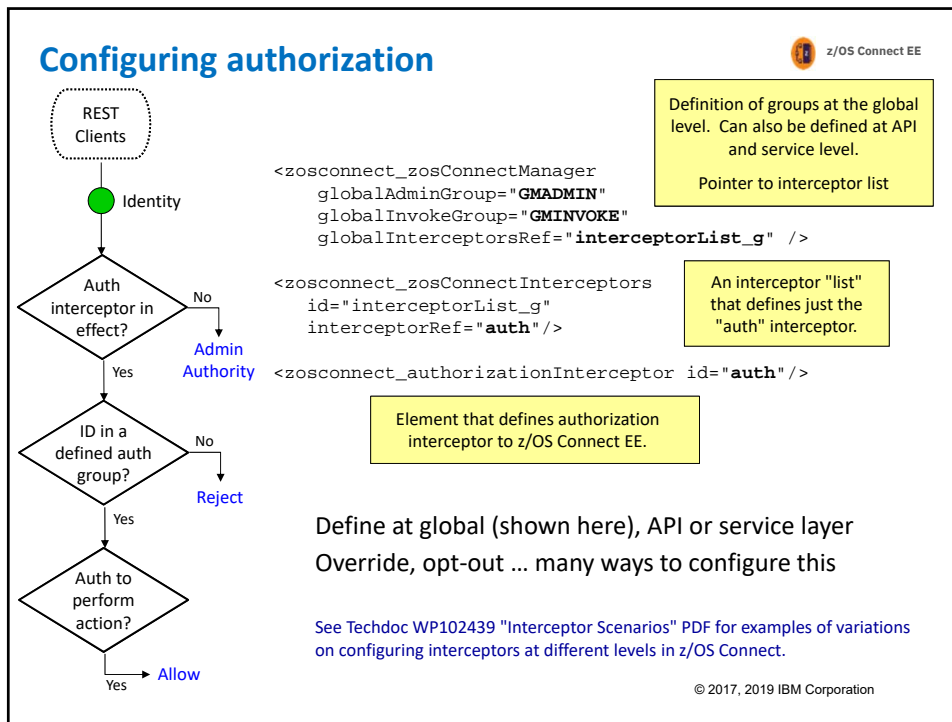 Configuring authorization
z/OS Connect EE
REST
Clients
Identity
Auth
interceptor in
effect?
No
Admin
Authority
Yes
ID in a
defined auth
group?
No
Reject
Yes
Auth to
perform
action?
Yes
Allow
<zosconnect_zosConnectManager
globalAdminGroup="GMADMIN"
globalInvokeGroup="GMINVOKE"
globalInterceptorsRef="interceptorList_g" />
Definition of groups at the global
level. Can also be defined at API
and service level.
Pointer to interceptor list
<zosconnect_zosConnectInterceptors
id="interceptorList_g"
interceptorRef="auth"/>
An interceptor "list"
that defines just the
"auth" interceptor.
<zosconnect_authorizationInterceptor id="auth"/>
Element that defines authorization
interceptor to z/OS Connect EE.
Define at global (shown here), API or service layer
Override, opt-out … many ways to configure this
See Techdoc WP102439 "Interceptor Scenarios" PDF for examples of variations
on configuring interceptors at different levels in z/OS Connect.
© 2017, 2019 IBM Corporation